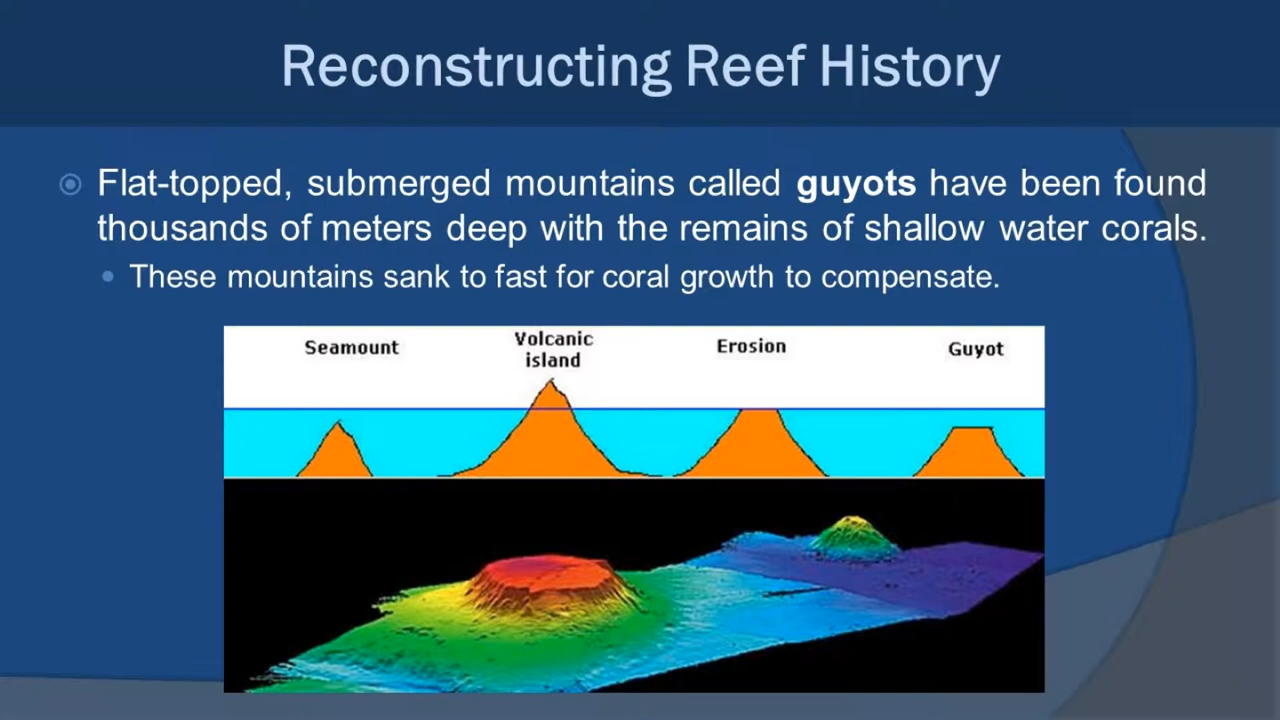 Reconstructing Reef History
Flat-topped, submerged mountains called guyots have been found
thousands of meters deep with the remains of shallow water corals.
These mountains sank to fast for coral growth to compensate.
Seamount
Volcanic
island
Erosion
Guyot